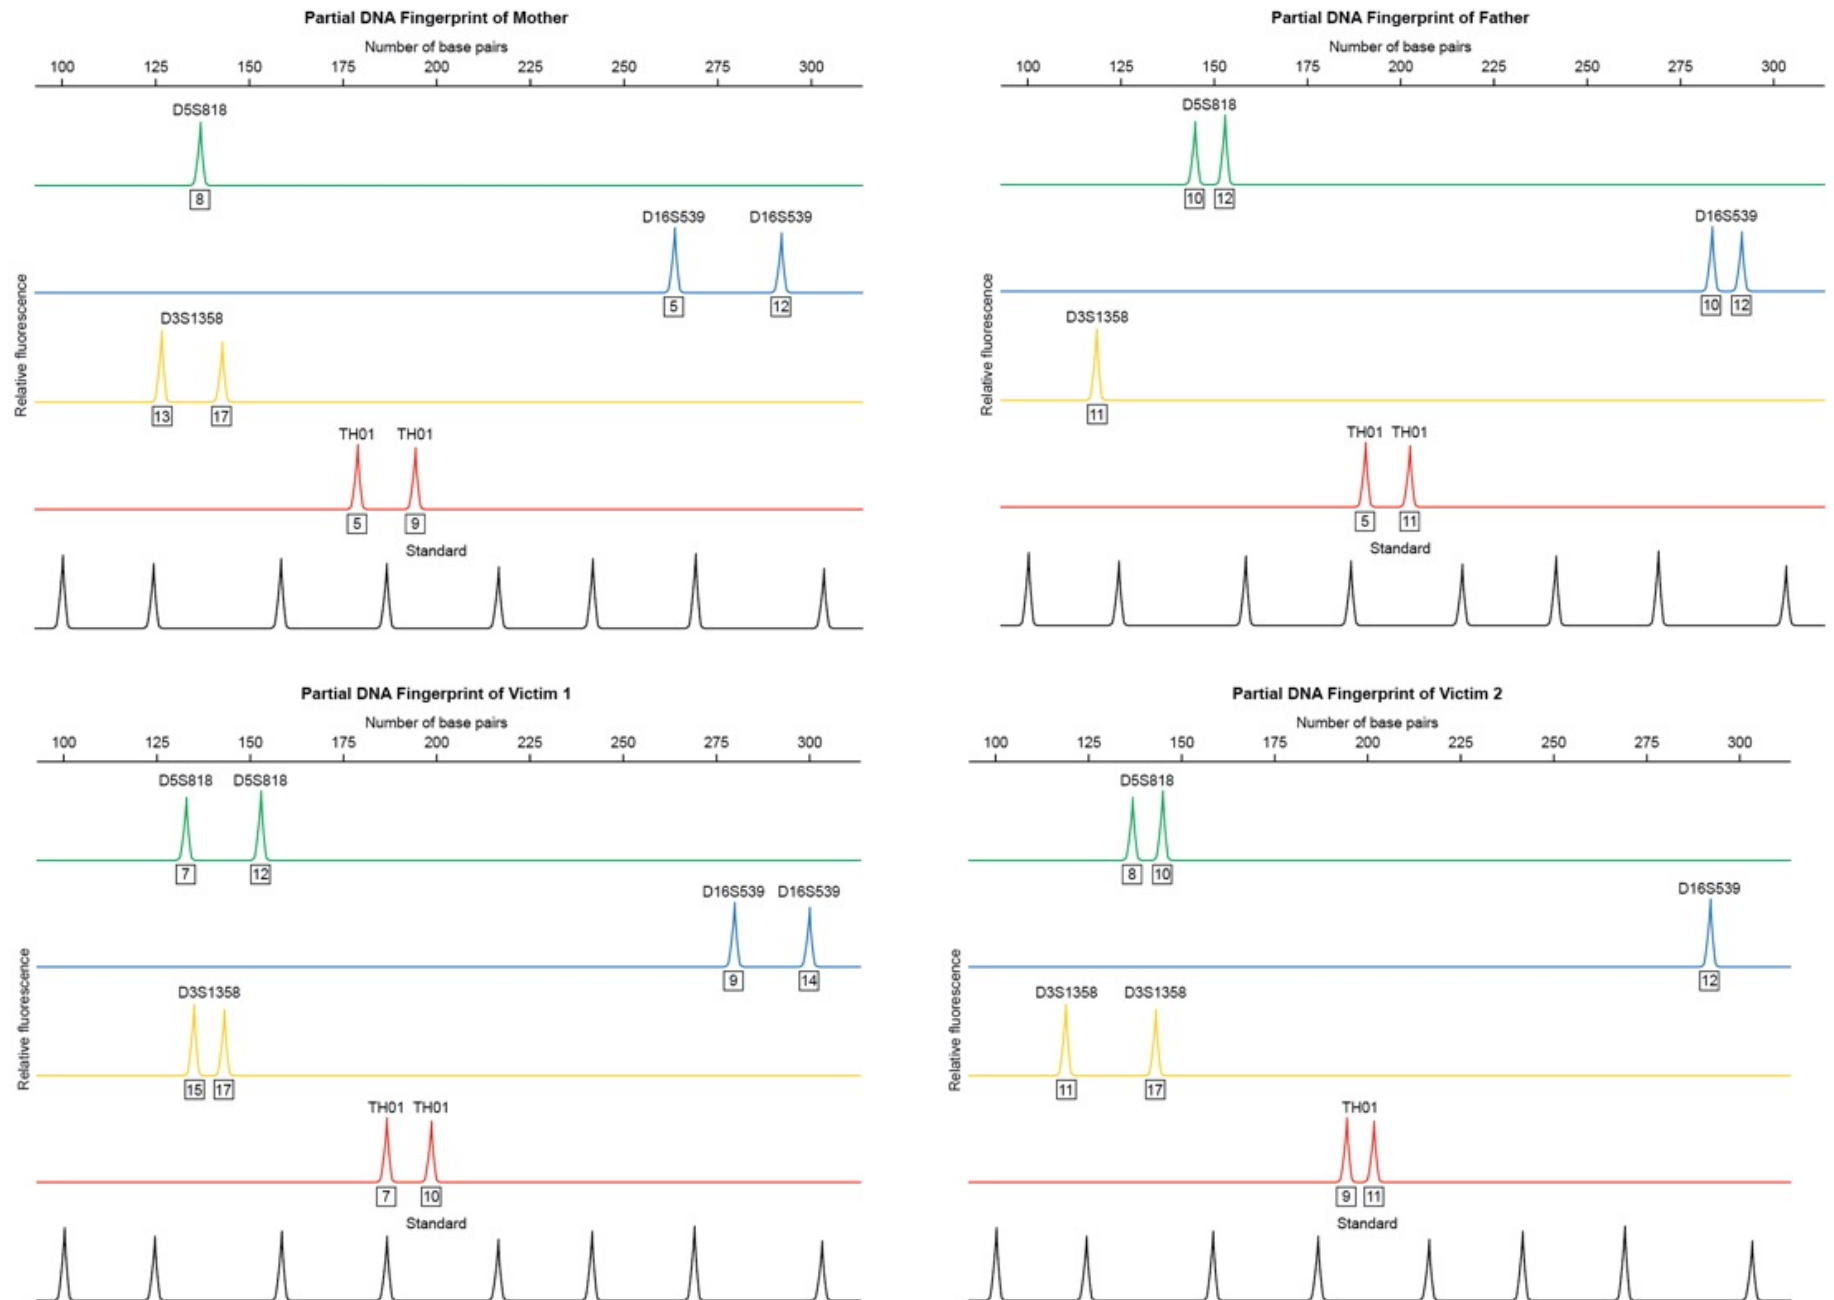 Partial DNA Fingerprint of Mother
Number of base pairs
100 125 150 175 200 225 250 275 300
D5S818
8
D16S539 D16S539
5 12
D3S1358
13 17
TH01 TH01
5 9
Standard
Relative fluorescence
Partial DNA Fingerprint of Father
Number of base pairs
100 125 150 175 200 225 250 275 300
D5S818
10 12
D16S539
10 12
D3S1358
11
TH01 TH01
5 11
Standard
Relative fluorescence
Partial DNA Fingerprint of Victim 1
Number of base pairs
100 125 150 175 200 225 250 275 300
D5S818 D5S818
7 12
D16S539 D16S539
9 14
D3S1358
15 17
TH01 TH01
7 10
Standard
Relative fluorescence
Partial DNA Fingerprint of Victim 2
Number of base pairs
100 125 150 175 200 225 250 275 300
D5S818
8 10
D16S539
12
D3S1358 D3S1358
11 17
TH01
9 11
Standard
Relative fluorescence